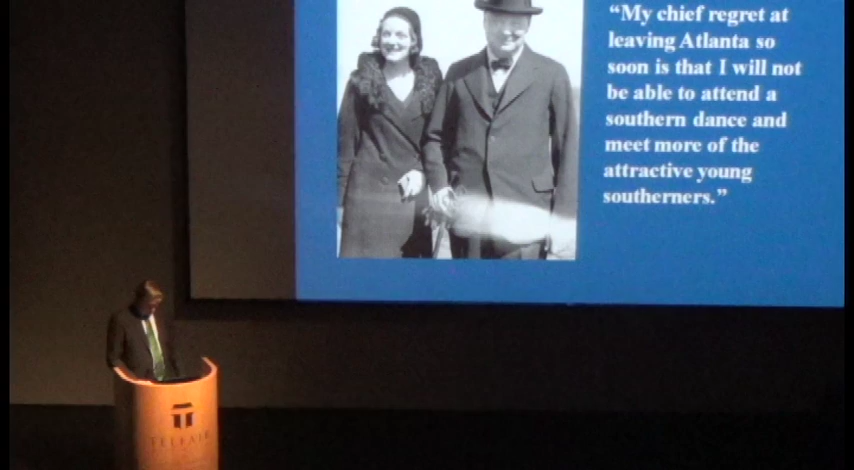 “My chief regret at
leaving Atlanta so
soon is that I will not
be able to attend a
southern dance and
meet more of the
attractive young
southerners.”
TELFAIR